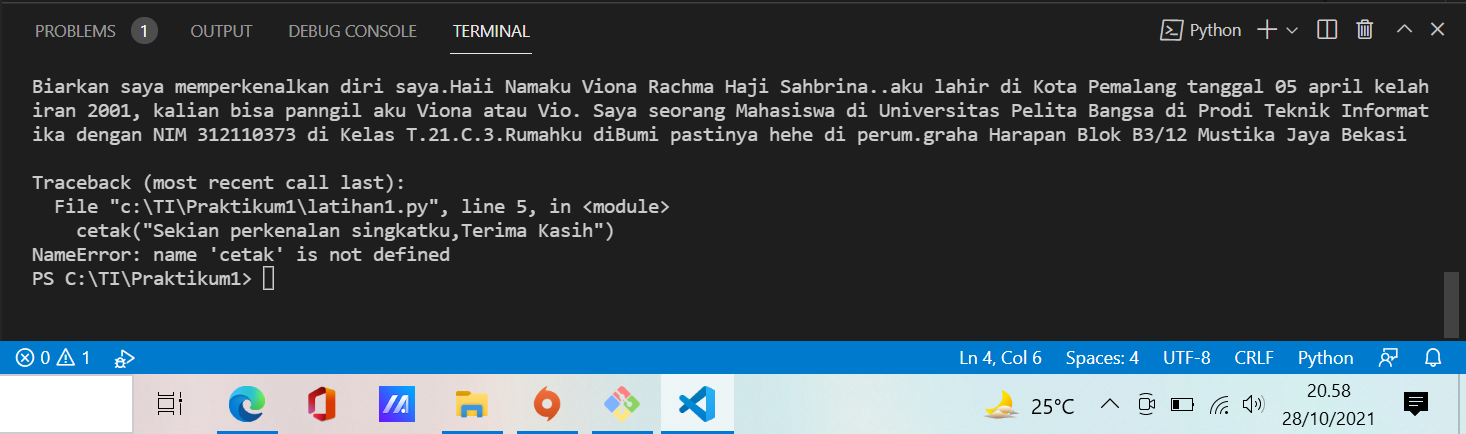 PROBLEMS 1 OUTPUT DEBUG CONSOLE TERMINAL Python
Biarkan saya memperkenalkan diri saya.Haii Namaku Viona Rachma Haji Sahbrina..aku lahir di Kota Pemalang tanggal 05 april kelah
iran 2001, kalian bisa panngil aku Viona atau Vio. Saya seorang Mahasiswa di Universitas Pelita Bangsa di Prodi Teknik Informat
ika dengan NIM 312110373 di Kelas T.21.C.3.Rumahku diBumi pastinya hehe di perum.graha Harapan Blok B3/12 Mustika Jaya Bekasi
Traceback (most recent call last):
File "c:\TI\Praktikum1\latihan1.py", line 5, in <module>
cetak("Sekian perkenalan singkatku,Terima Kasih")
NameError: name 'cetak' is not defined
PS C:\TI\Praktikum1>
0 1 Ln 4, Col 6 Spaces: 4 UTF-8 CRLF Python
25°C 20.58
28/10/2021